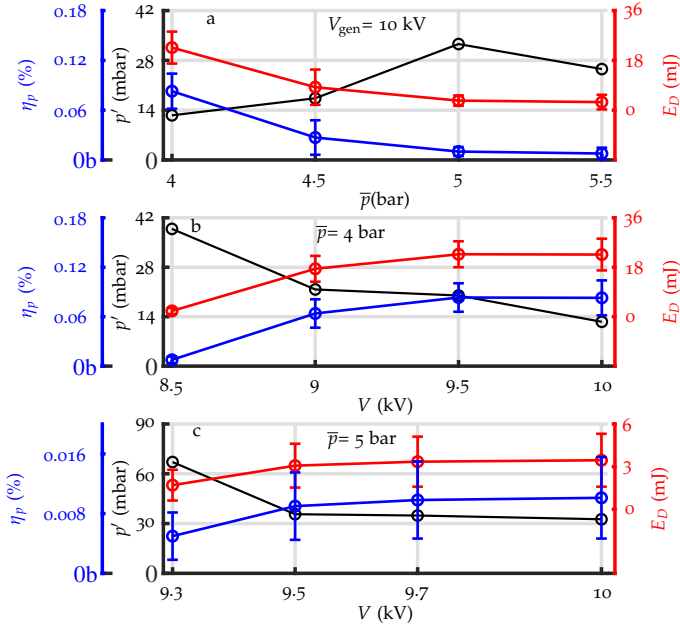 0.18
42
36
a
V_gen = 10 kV
0.12
28
18
η_p (%)
p′ (mbar)
E_D (mJ)
0.06
14
0
0b
0
4
4.5
5
5.5
p̅(bar)
0.18
42
36
b
p̅= 4 bar
0.12
28
18
η_p (%)
p′ (mbar)
E_D (mJ)
0.06
14
0
0b
0
8.5
9
9.5
10
V (kV)
90
6
c
p̅= 5 bar
0.016
60
3
η_p (%)
p′ (mbar)
E_D (mJ)
0.008
30
0
0b
0
9.3
9.5
9.7
10
V (kV)